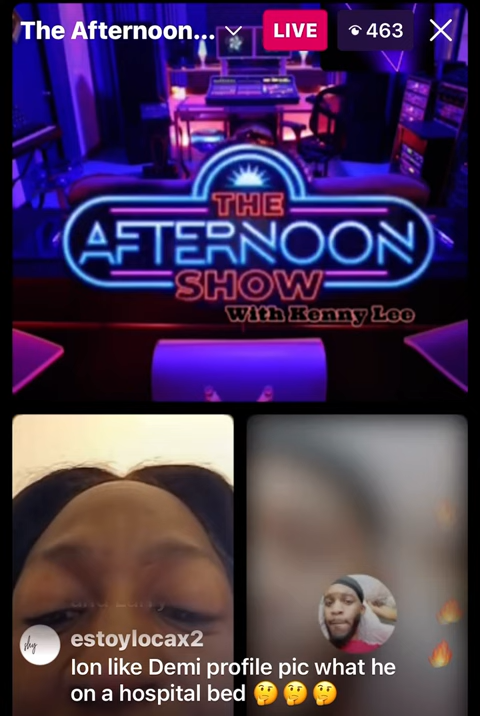 The Afternoon...
LIVE
463
THE
AFTERNOON
SHOW
With Kenny Lee
estoylocax2
Ion like Demi profile pic what he
on a hospital bed 🤔🤔🤔